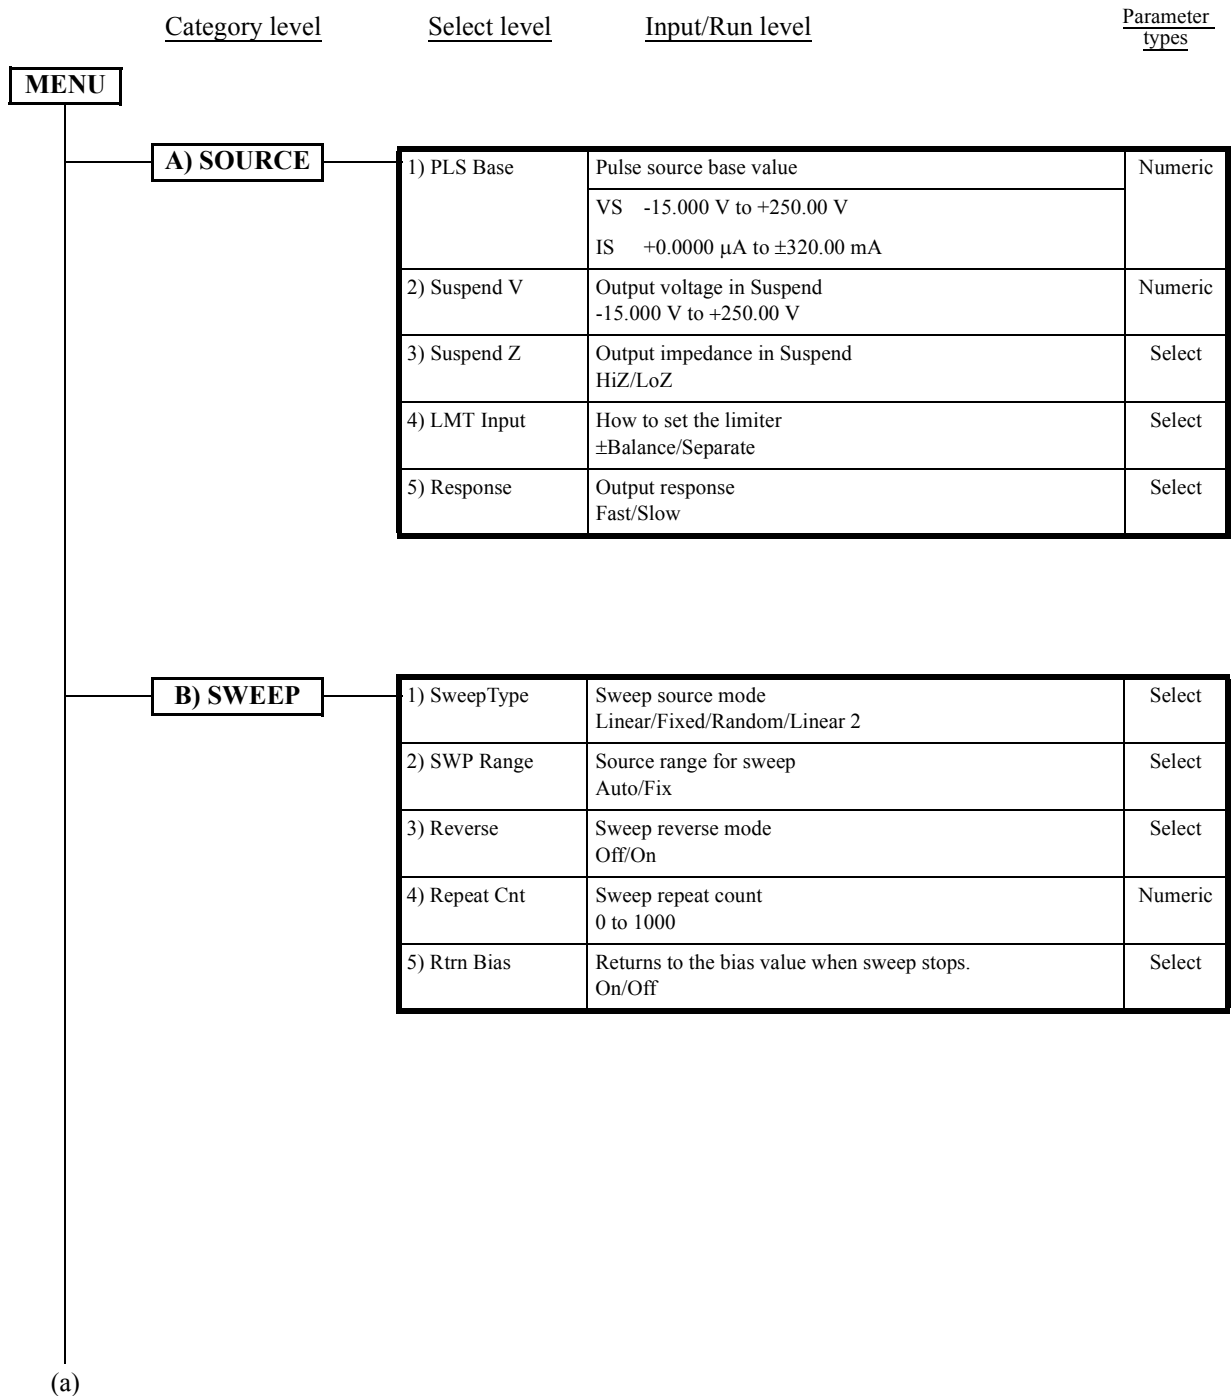 Category level Select level Input/Run level Parameter types
MENU
A) SOURCE
1) PLS Base Pulse source base value Numeric
VS -15.000 V to +250.00 V
IS +0.0000 μA to ±320.00 mA
2) Suspend V Output voltage in Suspend Numeric
-15.000 V to +250.00 V
3) Suspend Z Output impedance in Suspend Select
HiZ/LoZ
4) LMT Input How to set the limiter Select
±Balance/Separate
5) Response Output response Select
Fast/Slow
B) SWEEP
1) SweepType Sweep source mode Select
Linear/Fixed/Random/Linear 2
2) SWP Range Source range for sweep Select
Auto/Fix
3) Reverse Sweep reverse mode Select
Off/On
4) Repeat Cnt Sweep repeat count Numeric
0 to 1000
5) Rtrn Bias Returns to the bias value when sweep stops. Select
On/Off
(a)